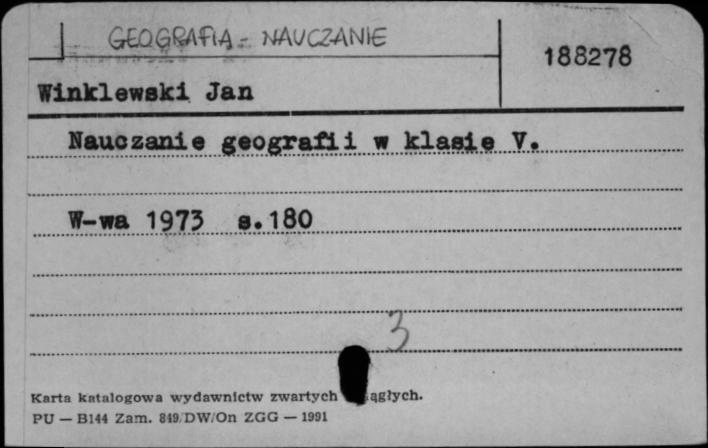 GEOGRAFIA - NAUCZANIE
188278
Winklewski Jan
Nauczanie geografii w klasie V.
W-wa 1973 s.180
3
Karta katalogowa wydawnictw zwartych
PU — B144 Zam. 849/DW/On ZGG — 1991